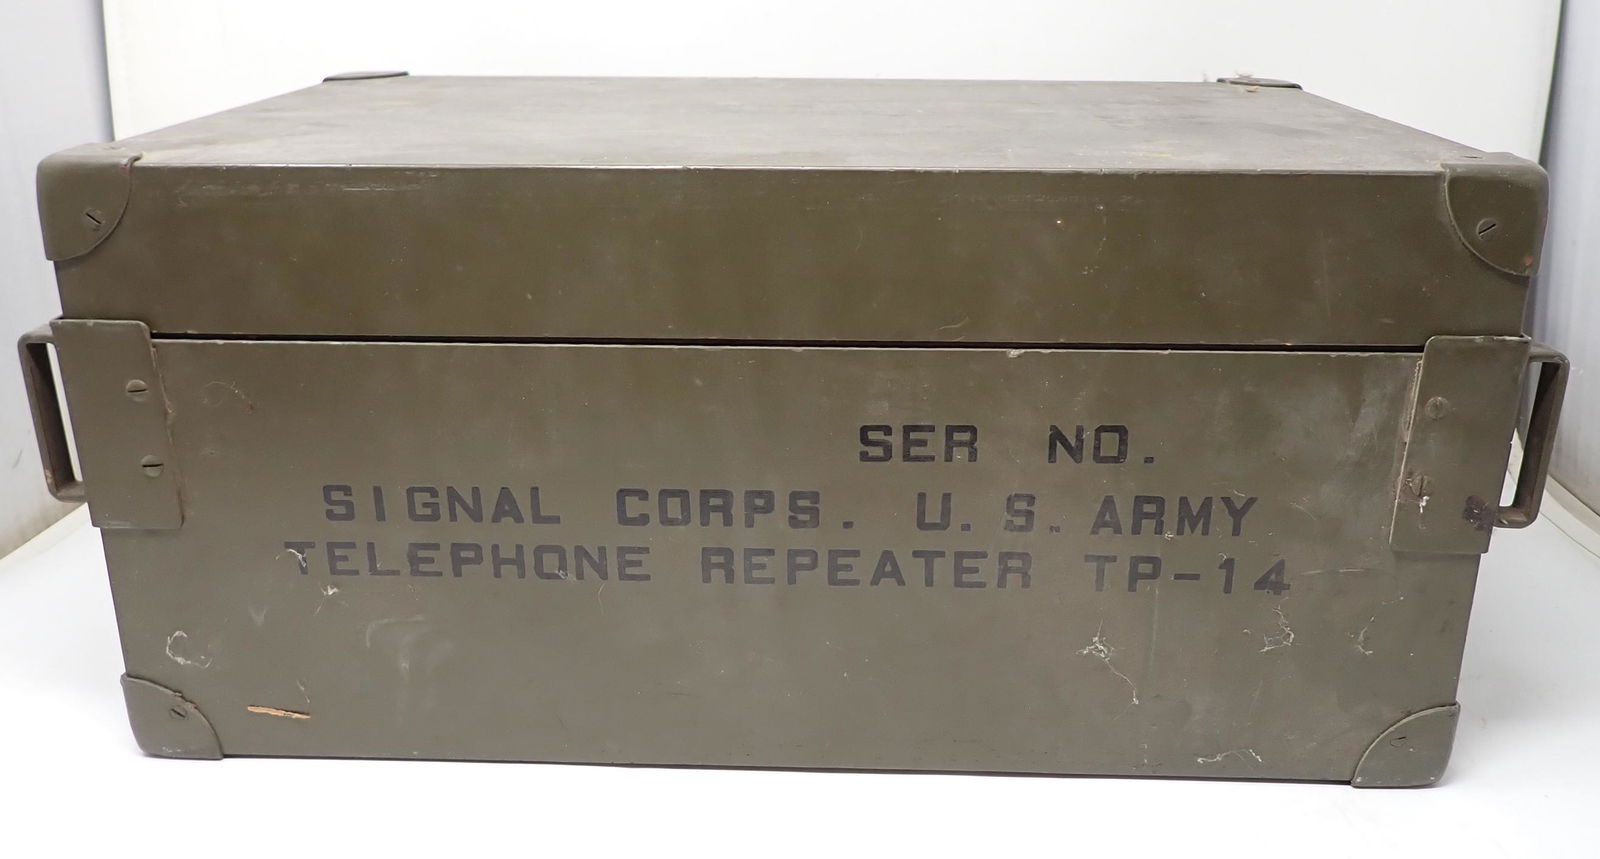 SER NO.
SIGNAL CORPS. U.S. ARMY
TELEPHONE REPEATER TP-14